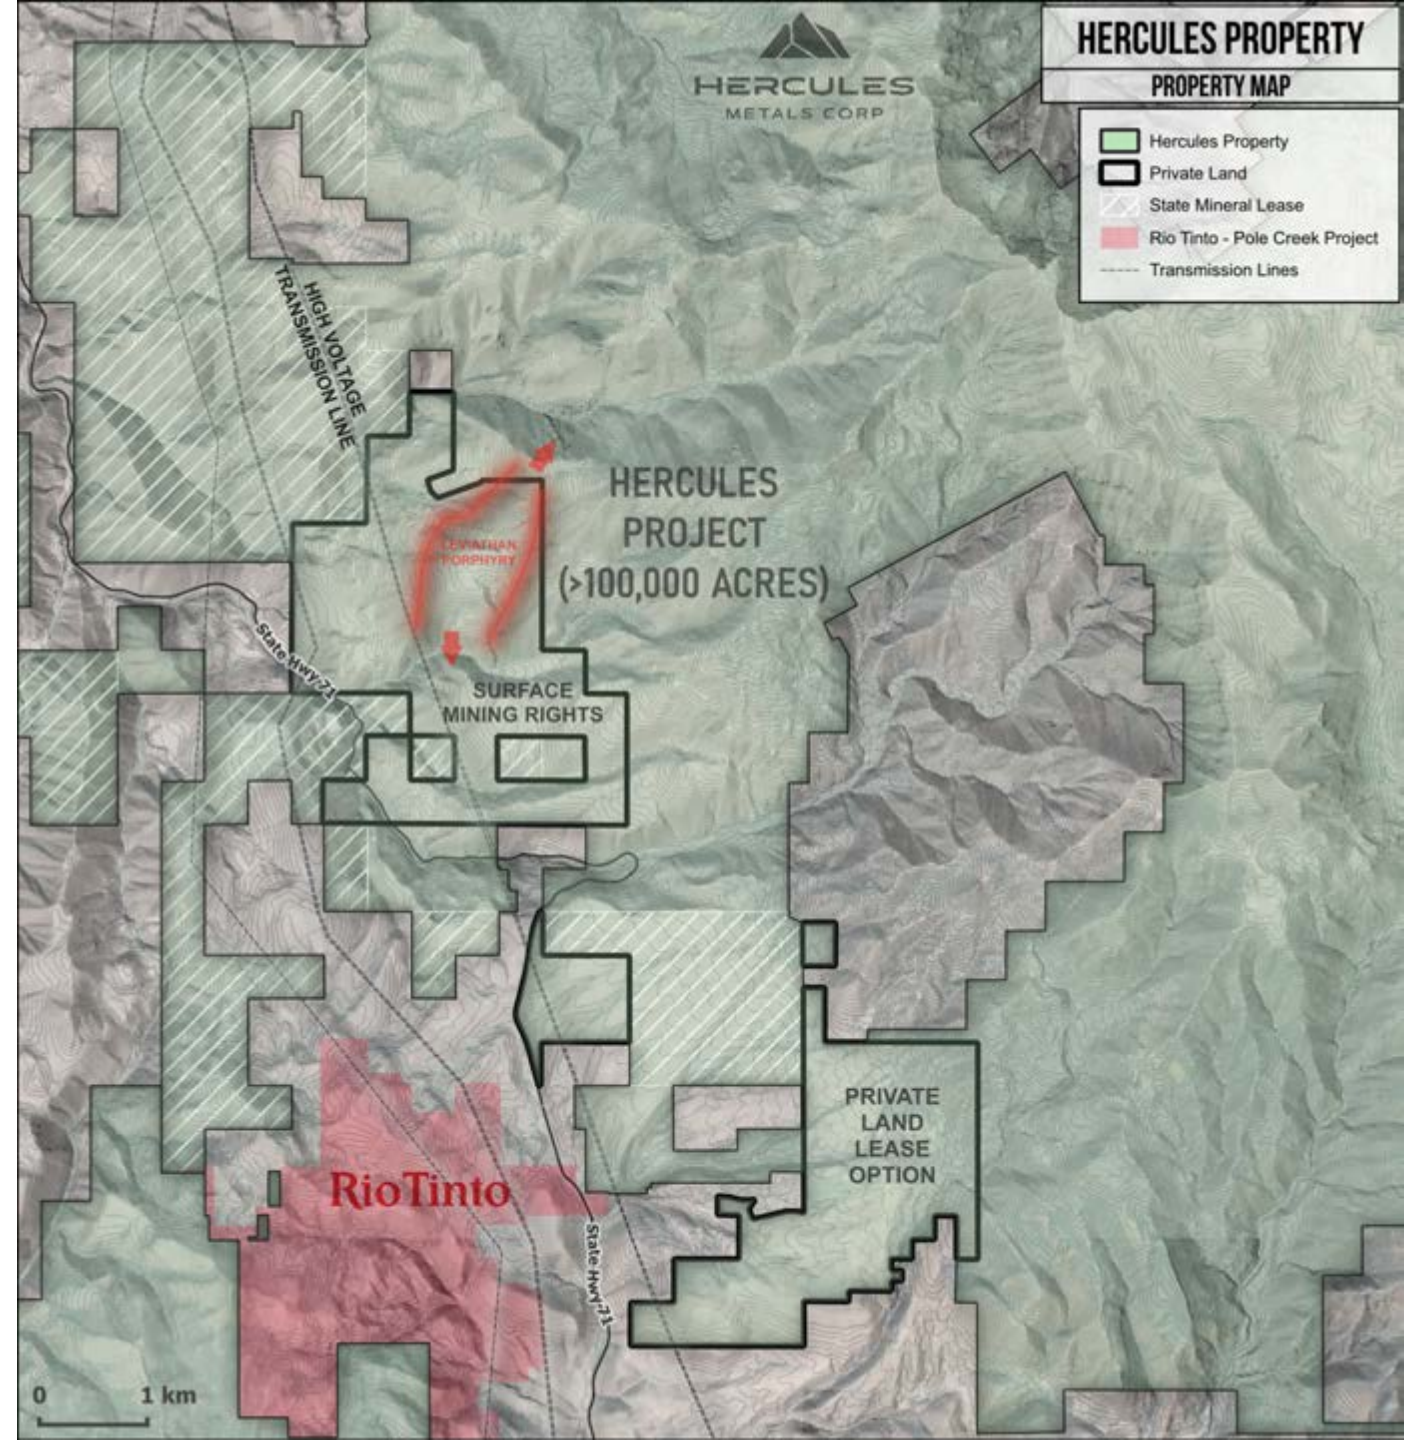 HERCULES PROPERTY
PROPERTY MAP
HERCULES
METALS CORP
Hercules Property
Private Land
State Mineral Lease
Rio Tinto - Pole Creek Project
Transmission Lines
HIGH VOLTAGE
TRANSMISSION LINE
HERCULES
PROJECT
(>100,000 ACRES)
LEVIATHAN
PORPHYRY
State Hwy 71
SURFACE
MINING RIGHTS
PRIVATE
LAND
LEASE
OPTION
RioTinto
State Hwy 71
0 1 km